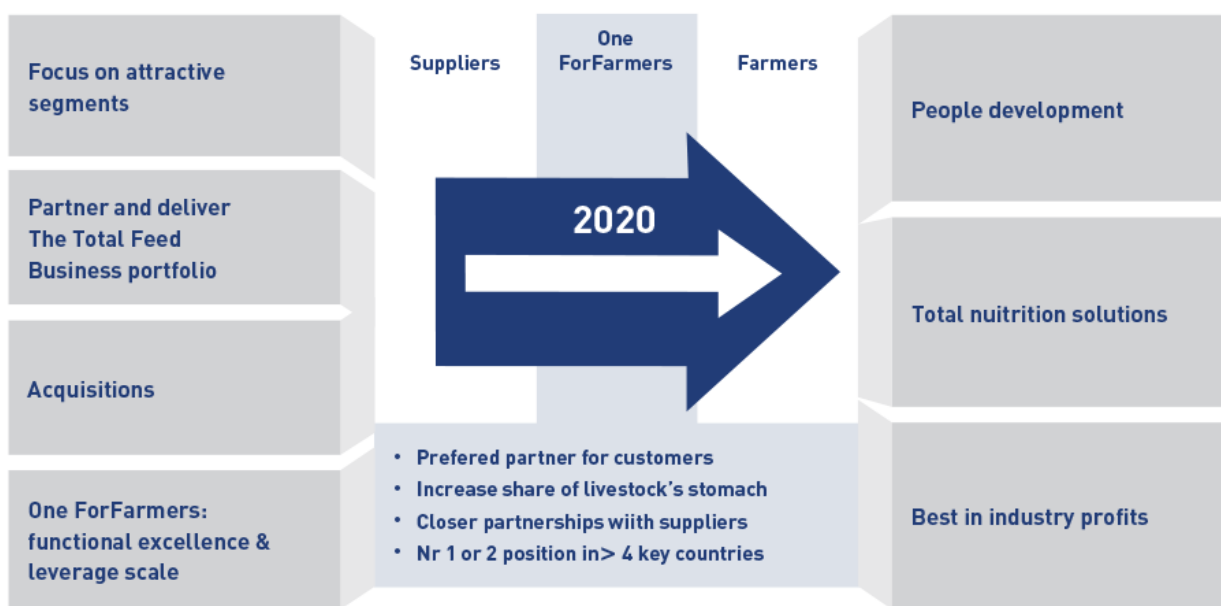 Focus on attractive
segments
Partner and deliver
The Total Feed
Business portfolio
Acquisitions
One ForFarmers:
functional excellence &
leverage scale
Suppliers
One
ForFarmers
Farmers
2020
• Prefered partner for customers
• Increase share of livestock's stomach
• Closer partnerships wiith suppliers
• Nr 1 or 2 position in> 4 key countries
People development
Total nuitrition solutions
Best in industry profits